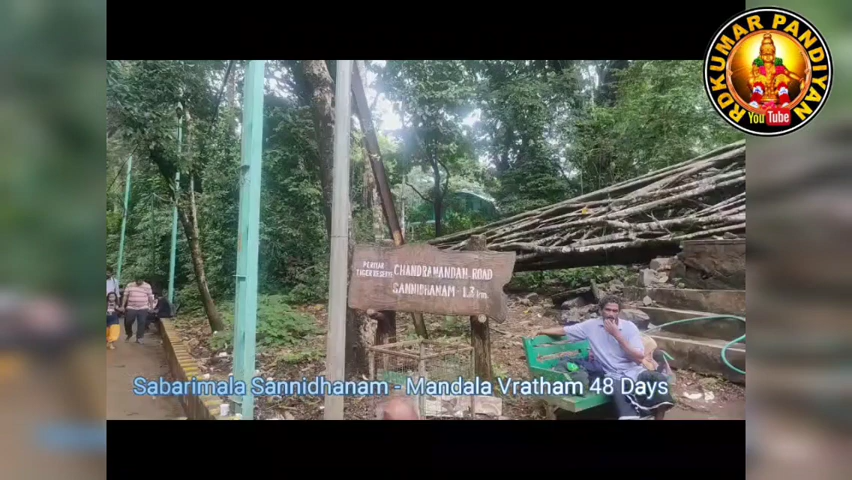 RDKUMAR PANDIYAN
You Tube
PERIYAR
TIGER RESERVE
CHANDRANANDAN ROAD
SANNIDHANAM - 1.3 km
Sabarimala Sannidhanam - Mandala Vratham 48 Days